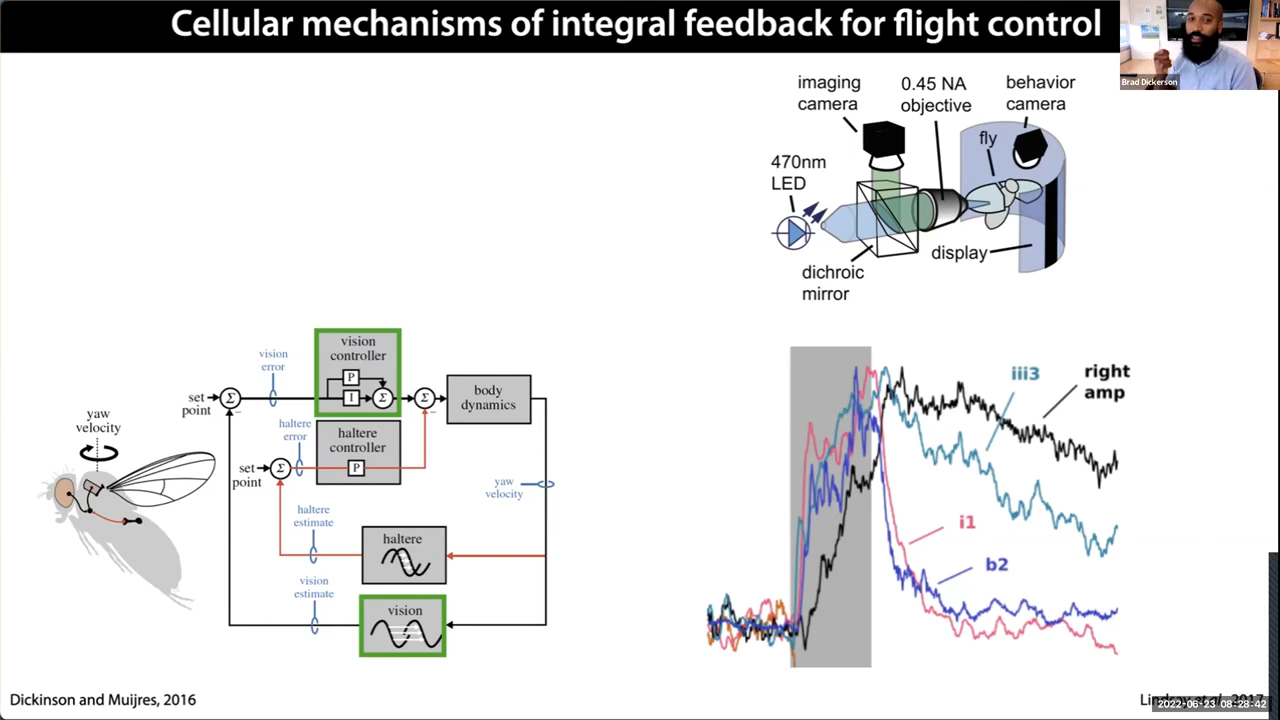 Cellular mechanisms of integral feedback for flight control
Brad Dickerson
imaging
camera
0.45 NA
objective
behavior
camera
fly
470nm
LED
display
dichroic
mirror
vision
controller
P
I
Σ
vision
error
set
point
Σ
–
Σ
–
body
dynamics
haltere
error
haltere
controller
P
set
point
Σ
yaw
velocity
yaw
velocity
haltere
estimate
haltere
vision
estimate
vision
iii3
right
amp
i1
b2
Dickinson and Muijres, 2016
2022-06-23 08:28:42